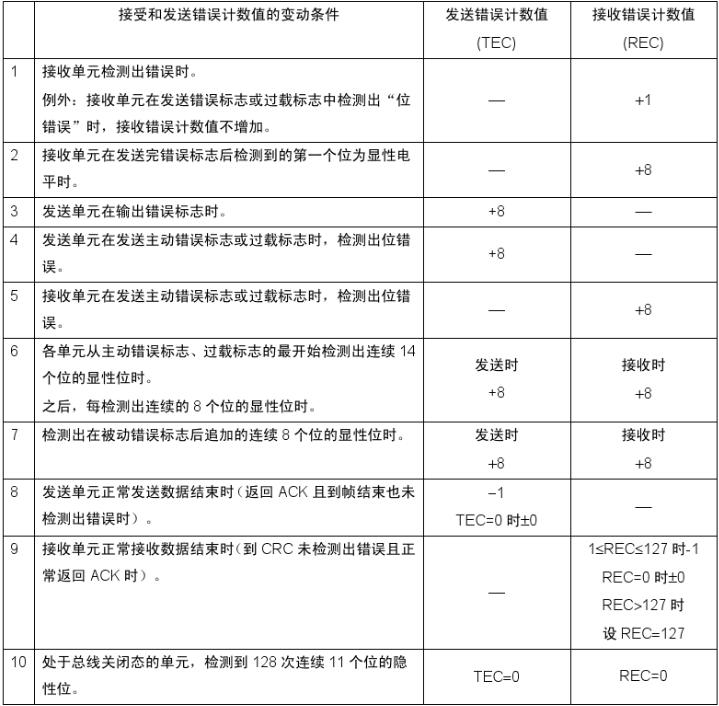 接受和发送错误计数值的变动条件
发送错误计数值
(TEC)
接收错误计数值
(REC)
1
接收单元检测出错误时。
例外：接收单元在发送错误标志或过载标志中检测出“位
错误”时，接收错误计数值不增加。
—
+1
2
接收单元在发送完错误标志后检测到的第一个位为显性电
平时。
—
+8
3
发送单元在输出错误标志时。
+8
—
4
发送单元在发送主动错误标志或过载标志时，检测出位错
误。
+8
—
5
接收单元在发送主动错误标志或过载标志时，检测出位错
误。
—
+8
6
各单元从主动错误标志、过载标志的最开始检测出连续 14
个位的显性位时。
之后，每检测出连续的 8 个位的显性位时。
发送时
+8
接收时
+8
7
检测出在被动错误标志后追加的连续 8 个位的显性位时。
发送时
+8
接收时
+8
8
发送单元正常发送数据结束时（返回 ACK 且到帧结束也未
检测出错误时）。
–1
TEC=0 时±0
—
9
接收单元正常接收数据结束时（到 CRC 未检测出错误且正
常返回 ACK 时）。
—
1≤REC≤127 时-1
REC=0 时±0
REC>127 时
设 REC=127
10
处于总线关闭态的单元，检测到 128 次连续 11 个位的隐
性位。
TEC=0
REC=0